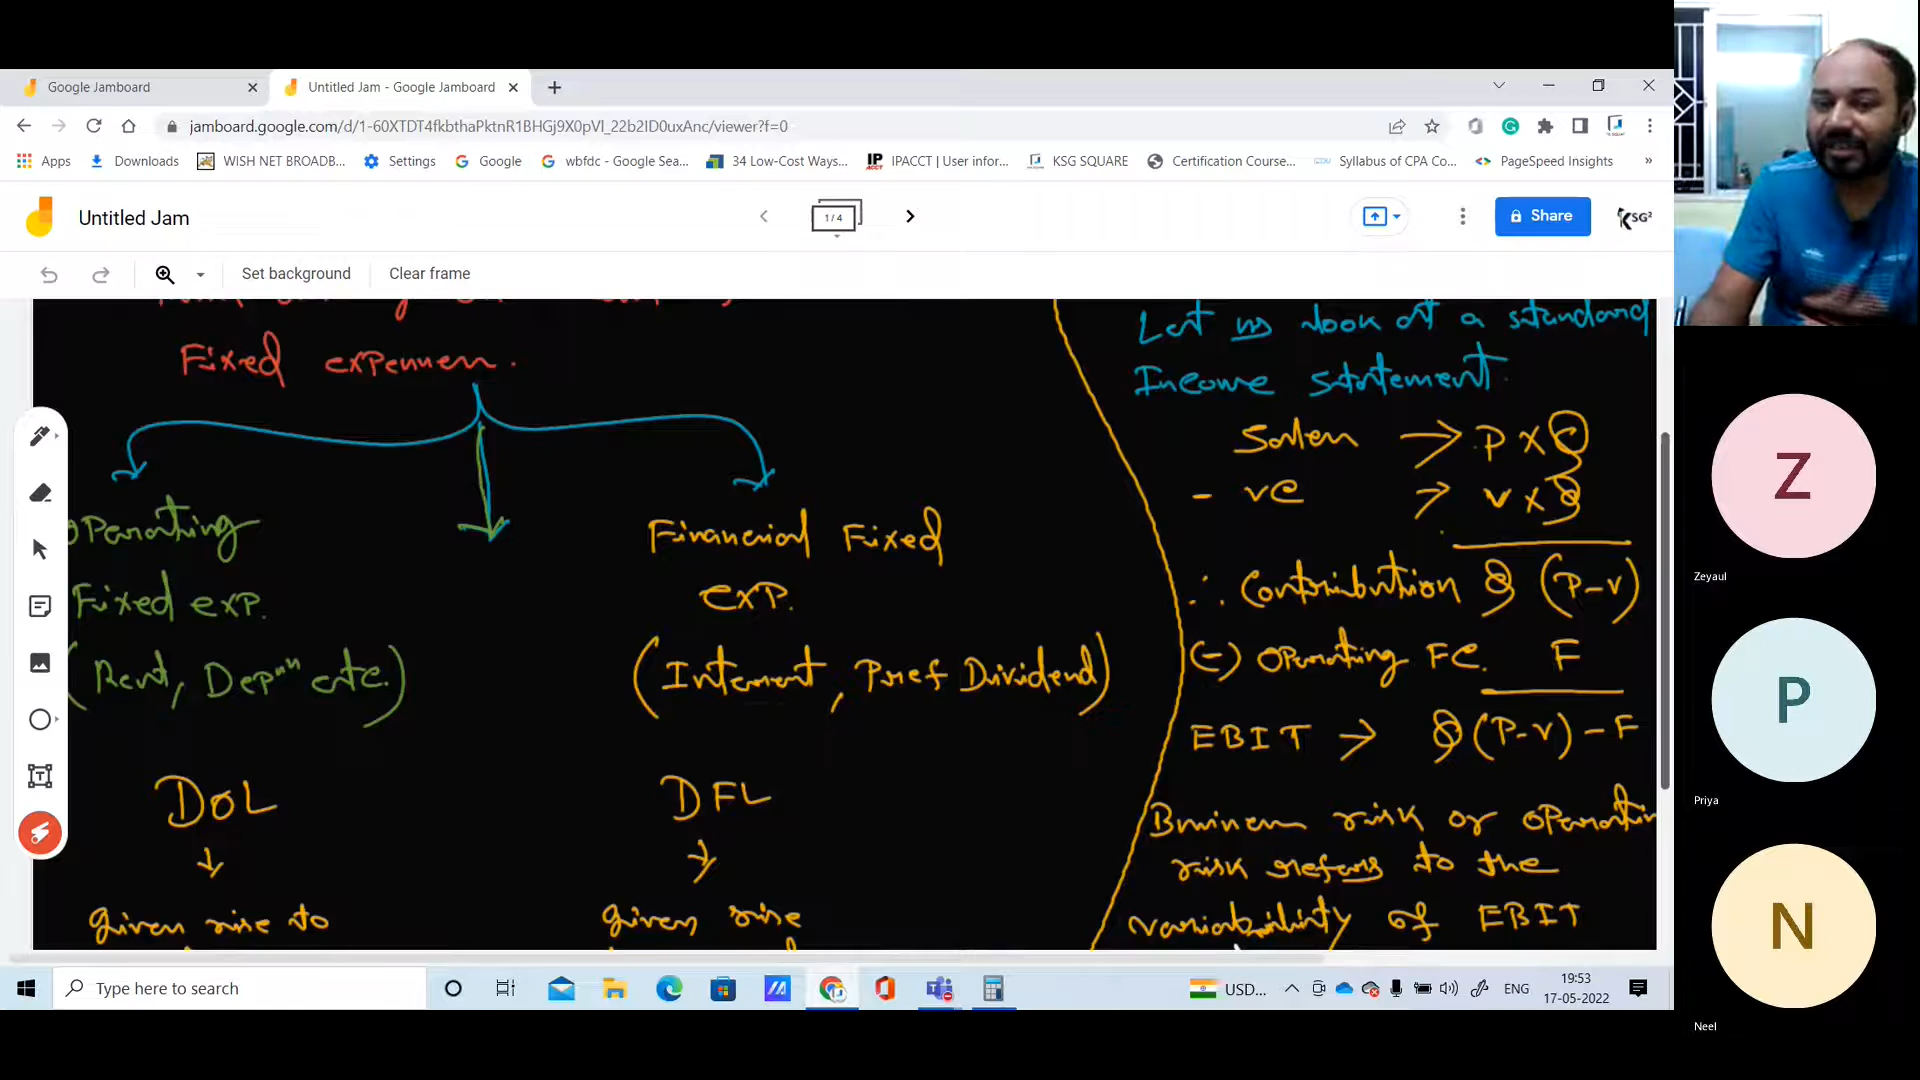 Google Jamboard
Untitled Jam - Google Jamboard
jamboard.google.com/d/1-60XTDT4fkbthaPktnR1BHGj9X0pVl_22b2ID0uxAnc/viewer?f=0
Apps Downloads WISH NET BROADB... Settings Google wbfdc - Google Sea... 34 Low-Cost Ways... IPACCT | User infor... KSG SQUARE Certification Course... Syllabus of CPA Co... PageSpeed Insights »
Untitled Jam
1 / 4
Share
KSG²
Set background Clear frame
Fixed expenses.
Operating
Fixed exp.
(Rent, Depⁿ etc.)
DOL
given rise to
Financial Fixed
exp.
(Interest, Pref Dividend)
DFL
given rise
Let us look at a standard
Income statement.
Sales → P x Q
- VC → V x Q
∴ Contribution Q (P-V)
(-) Operating FC. F
EBIT → Q (P-V) - F
Business risk or operating
risk refers to the
variability of EBIT
Z
Zeyaul
P
Priya
N
Neel
Type here to search
USD...
ENG
19:53
17-05-2022